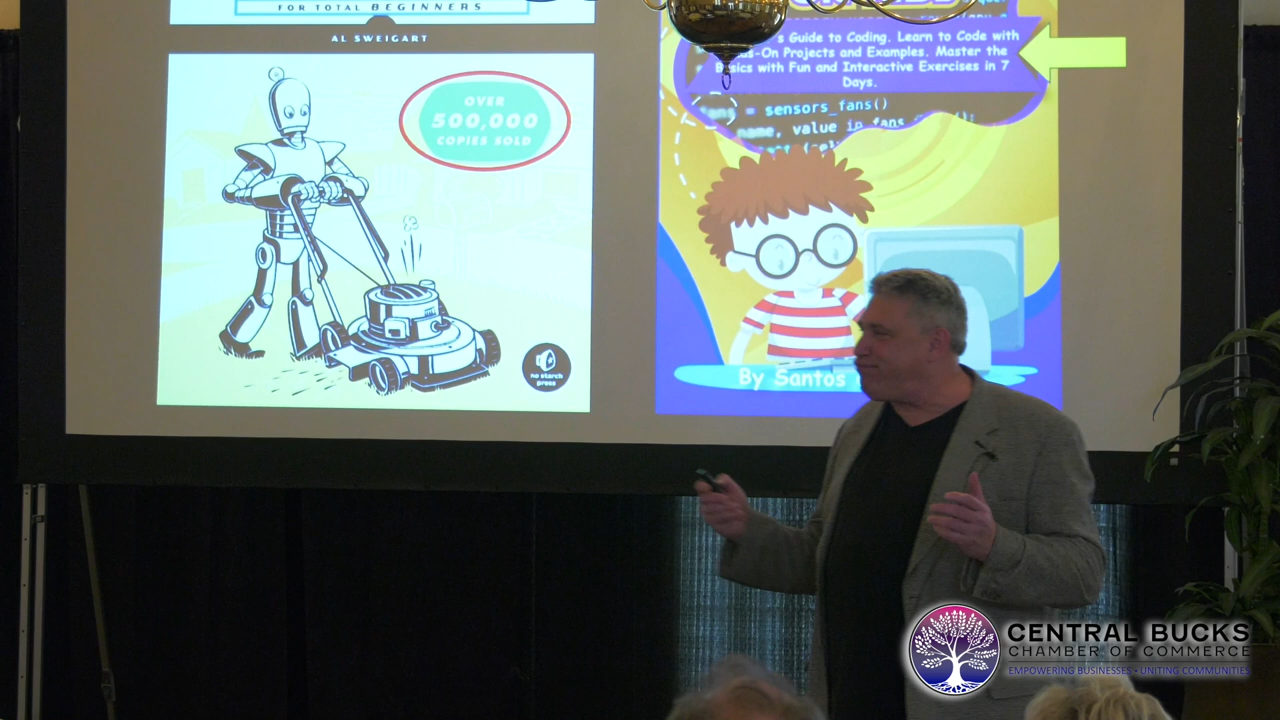 FOR TOTAL BEGINNERS
AL SWEIGART
OVER
500,000
COPIES SOLD
no starch
press
's Guide to Coding. Learn to Code with
-On Projects and Examples. Master the
Basics with Fun and Interactive Exercises in 7
Days.
fans = sensors_fans()
name, value in fans
By Santos
CENTRAL BUCKS
CHAMBER OF COMMERCE
EMPOWERING BUSINESSES • UNITING COMMUNITIES